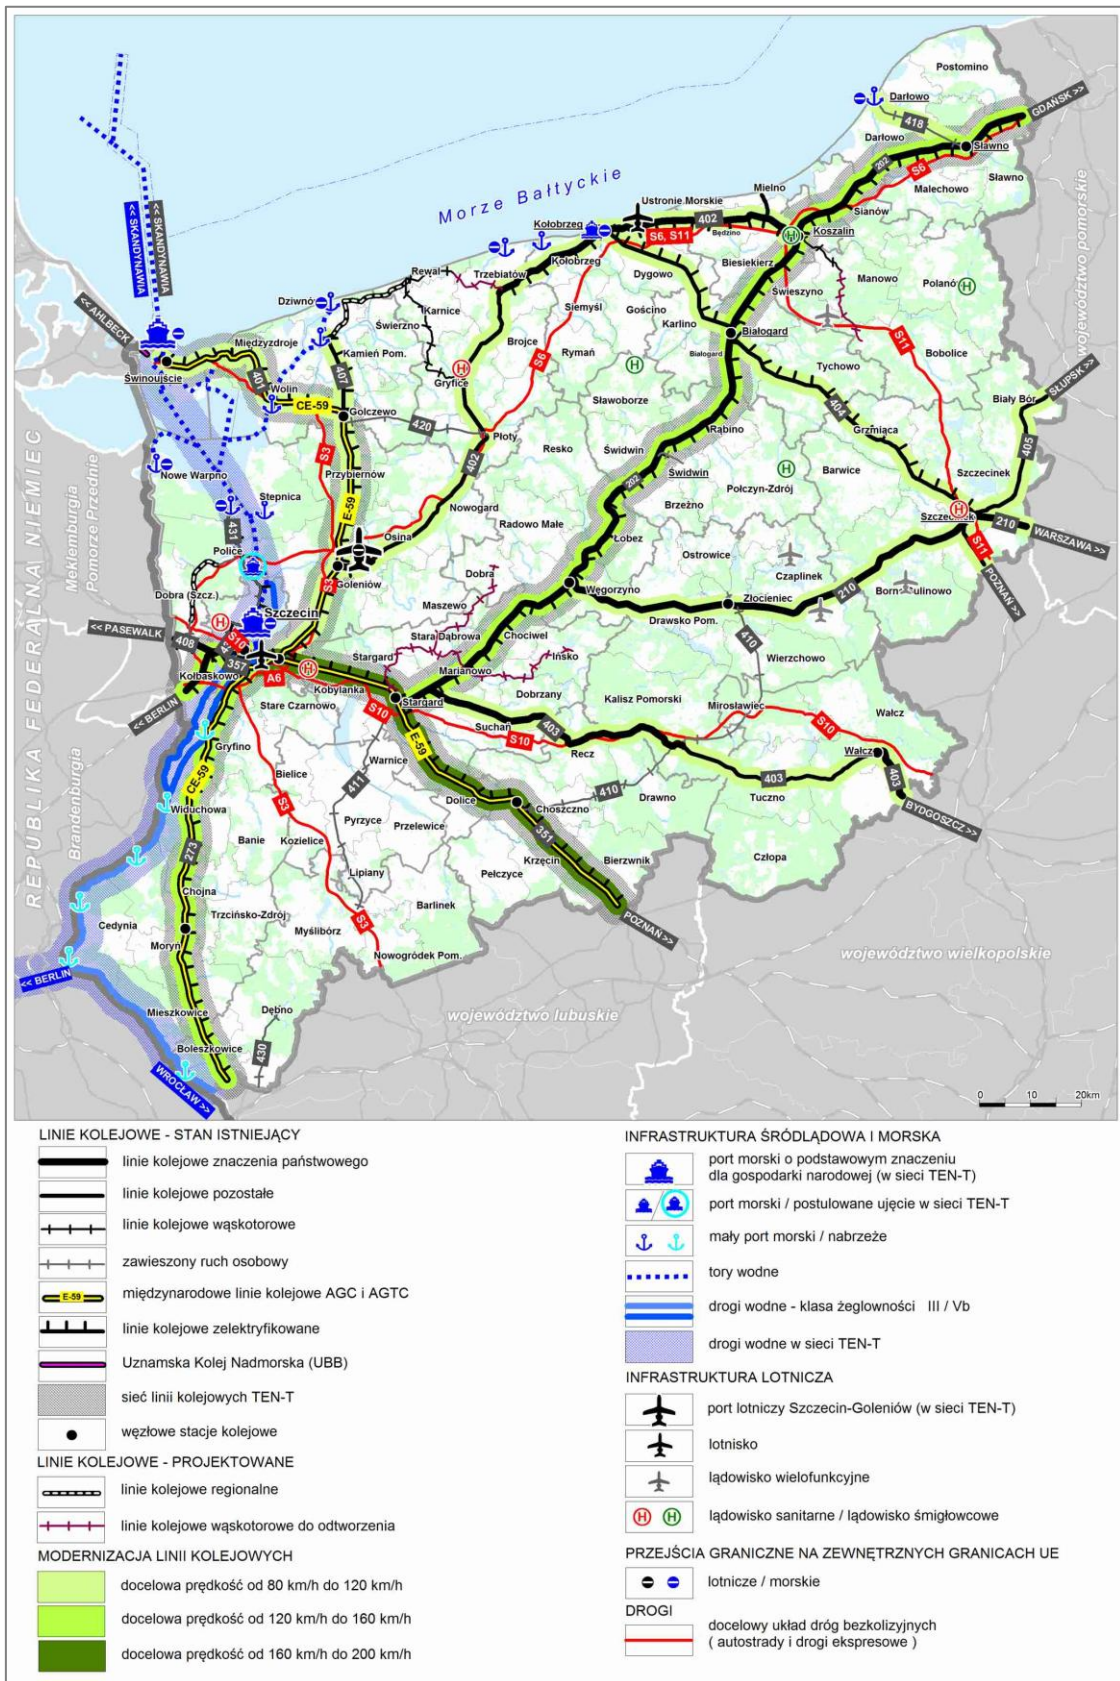 Postomino
Darłowo
GDAŃSK >>
418
Darłowo
Sławno
202
S6
Sławno
Malechowo
Morze Bałtyckie
Mielno
Ustronie Morskie
Sianów
Kołobrzeg
402
Koszalin
S6, S11
Będzino
<< SKANDYNAWIA
<< SKANDYNAWIA
Kołobrzeg
Biesiekierz
Manowo
Rewal
Trzebiatów
Dygowo
Świeszyno
Polanów
województwo pomorskie
Dziwnów
Karnice
Siemyśl
Gościno
<< AHLBECK
Świerzno
Karlino
Białogard
S11
Międzyzdroje
Brojce
Rymań
Kamień Pom.
S6
Białogard
Bobolice
Świnoujście
407
Gryfice
Tychowo
SŁUPSK >>
401
Wolin
Sławoborze
404
Biały Bór
CE-59
Golczewo
Rąbino
Grzmiąca
420
Płoty
405
S3
Świdwin
Resko
Barwice
402
Szczecinek
Nowe Warpno
Przybiernów
Świdwin
Połczyn-Zdrój
202
Stepnica
E-59
Brzeżno
Nowogard
Szczecinek
210
431
Radowo Małe
WARSZAWA >>
Osina
Łobez
S11
Police
Ostrowice
REPUBLIKA FEDERALNA NIEMIEC
Meklemburgia
Pomorze Przednie
Goleniów
S3
Dobra
Czaplinek
POZNAŃ >>
Dobra (Szcz.)
Węgorzyno
210
Borne Sulinowo
Maszewo
Złocieniec
Szczecin
Drawsko Pom.
<< PASEWALK
S10
Stara Dąbrowa
Chociwel
410
408
Stargard
Ińsko
Wierzchowo
357
Marianowo
Kołbaskowo
A6
Kobylanka
Dobrzany
Kalisz Pomorski
<< BERLIN
Stare Czarnowo
S10
Stargard
Mirosławiec
Wałcz
Suchań
403
S10
S10
Gryfino
E-59
Recz
Wałcz
CE-59
Bielice
Warnice
403
403
411
410
Widuchowa
Dolice
Choszczno
Drawno
Tuczno
Brandenburgia
S3
BYDGOSZCZ >>
Pyrzyce
Przelewice
351
273
Banie
Kozielice
Człopa
Krzęcin
Bierzwnik
Lipiany
Pełczyce
Chojna
POZNAŃ >>
Trzcińsko-Zdrój
Barlinek
Cedynia
S3
Myślibórz
Moryń
Nowogródek Pom.
województwo wielkopolskie
<< BERLIN
Mieszkowice
Dębno
województwo lubuskie
Boleszkowice
430
WROCŁAW >>
0 10 20km
LINIE KOLEJOWE - STAN ISTNIEJĄCY
linie kolejowe znaczenia państwowego
linie kolejowe pozostałe
linie kolejowe wąskotorowe
zawieszony ruch osobowy
E-59
międzynarodowe linie kolejowe AGC i AGTC
linie kolejowe zelektryfikowane
Uznamska Kolej Nadmorska (UBB)
sieć linii kolejowych TEN-T
węzłowe stacje kolejowe
LINIE KOLEJOWE - PROJEKTOWANE
linie kolejowe regionalne
linie kolejowe wąskotorowe do odtworzenia
MODERNIZACJA LINII KOLEJOWYCH
docelowa prędkość od 80 km/h do 120 km/h
docelowa prędkość od 120 km/h do 160 km/h
docelowa prędkość od 160 km/h do 200 km/h
INFRASTRUKTURA ŚRÓDLĄDOWA I MORSKA
port morski o podstawowym znaczeniu
dla gospodarki narodowej (w sieci TEN-T)
port morski / postulowane ujęcie w sieci TEN-T
mały port morski / nabrzeże
tory wodne
drogi wodne - klasa żeglowności III / Vb
drogi wodne w sieci TEN-T
INFRASTRUKTURA LOTNICZA
port lotniczy Szczecin-Goleniów (w sieci TEN-T)
lotnisko
lądowisko wielofunkcyjne
H H
lądowisko sanitarne / lądowisko śmigłowcowe
PRZEJŚCIA GRANICZNE NA ZEWNĘTRZNYCH GRANICACH UE
lotnicze / morskie
DROGI
docelowy układ dróg bezkolizyjnych
( autostrady i drogi ekspresowe )